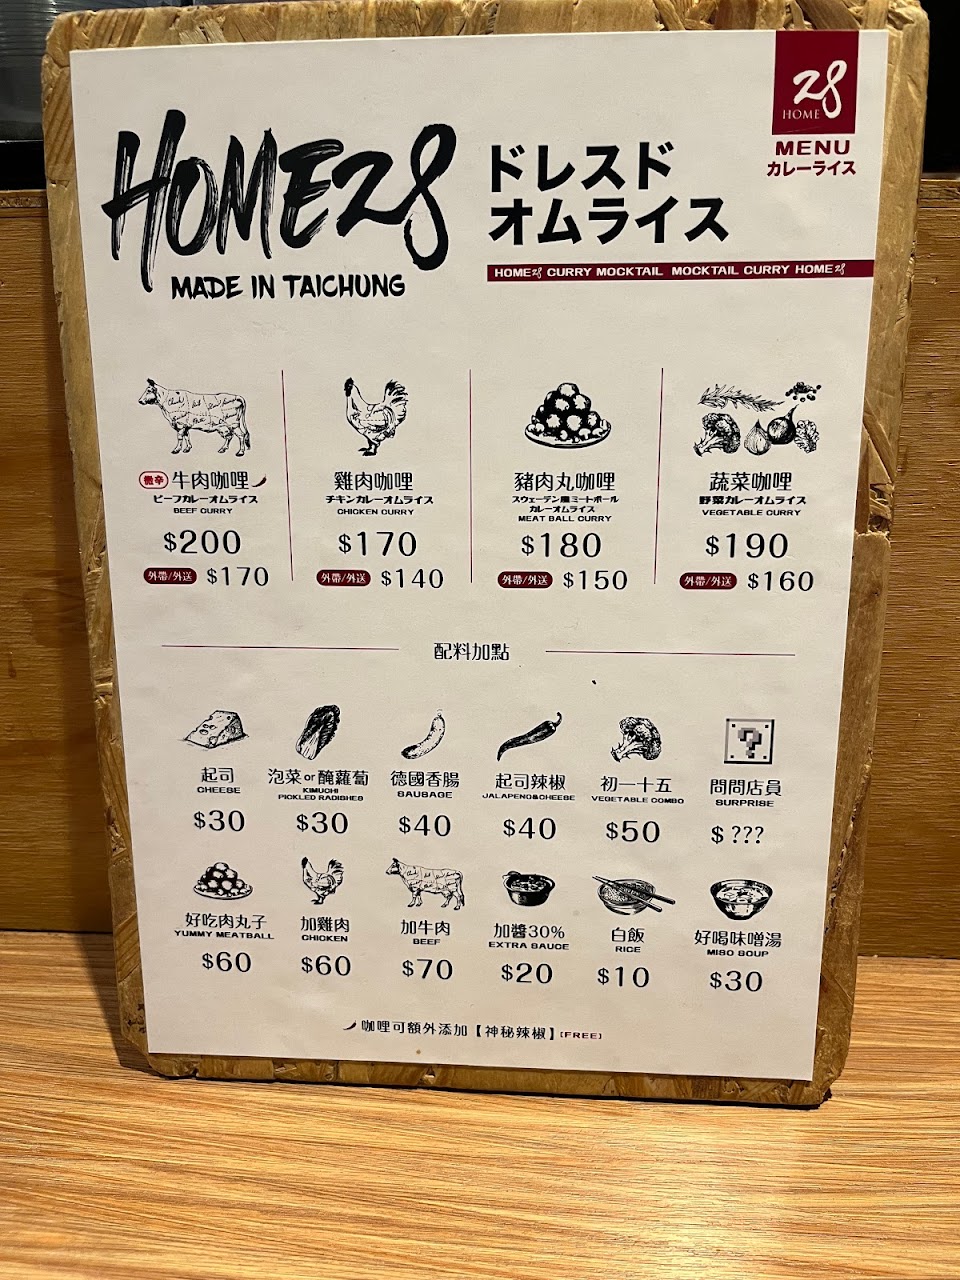 28
HOME
MENU
カレーライス
HOME28
MADE IN TAICHUNG
ドレスド
オムライス
HOME28 CURRY MOCKTAIL MOCKTAIL CURRY HOME28
微辛 牛肉咖哩
ビーフカレーオムライス
BEEF CURRY
$200
外帶/外送 $170
雞肉咖哩
チキンカレーオムライス
CHICKEN CURRY
$170
外帶/外送 $140
豬肉丸咖哩
スウェーデン風ミートボール
カレーオムライス
MEAT BALL CURRY
$180
外帶/外送 $150
蔬菜咖哩
野菜カレーオムライス
VEGETABLE CURRY
$190
外帶/外送 $160
配料加點
起司
CHEESE
$30
泡菜or醃蘿蔔
KIMUCHI
PICKLED RADISHES
$30
德國香腸
SAUSAGE
$40
起司辣椒
JALAPENO&CHEESE
$40
初一十五
VEGETABLE COMBO
$50
?
問問店員
SURPRISE
$ ???
好吃肉丸子
YUMMY MEATBALL
$60
加雞肉
CHICKEN
$60
加牛肉
BEEF
$70
加醬30%
EXTRA SAUCE
$20
白飯
RICE
$10
好喝味噌湯
MISO SOUP
$30
咖哩可額外添加【神秘辣椒】[FREE]